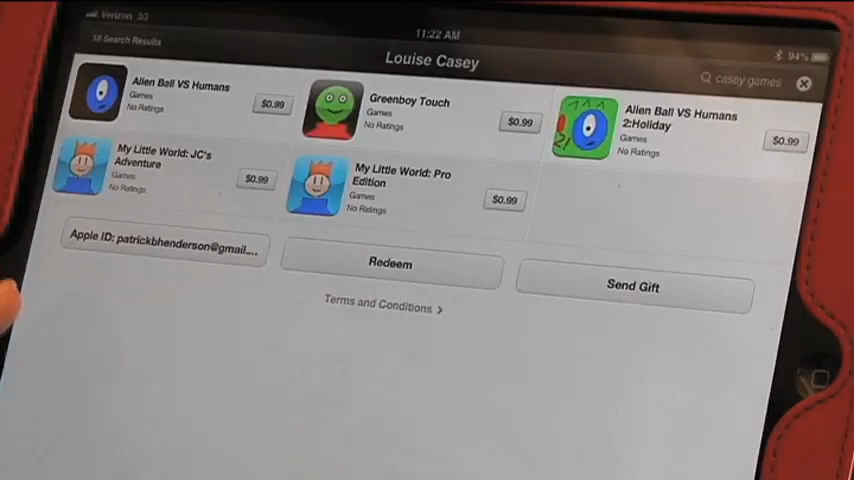 Verizon 3G
11:22 AM
94%
18 Search Results
Louise Casey
casey games
Alien Ball VS Humans
Games
No Ratings
$0.99
Greenboy Touch
Games
No Ratings
$0.99
Alien Ball VS Humans
2:Holiday
Games
No Ratings
$0.99
My Little World: JC's
Adventure
Games
No Ratings
$0.99
My Little World: Pro
Edition
Games
No Ratings
$0.99
Apple ID: patrickbhenderson@gmail....
Redeem
Send Gift
Terms and Conditions >